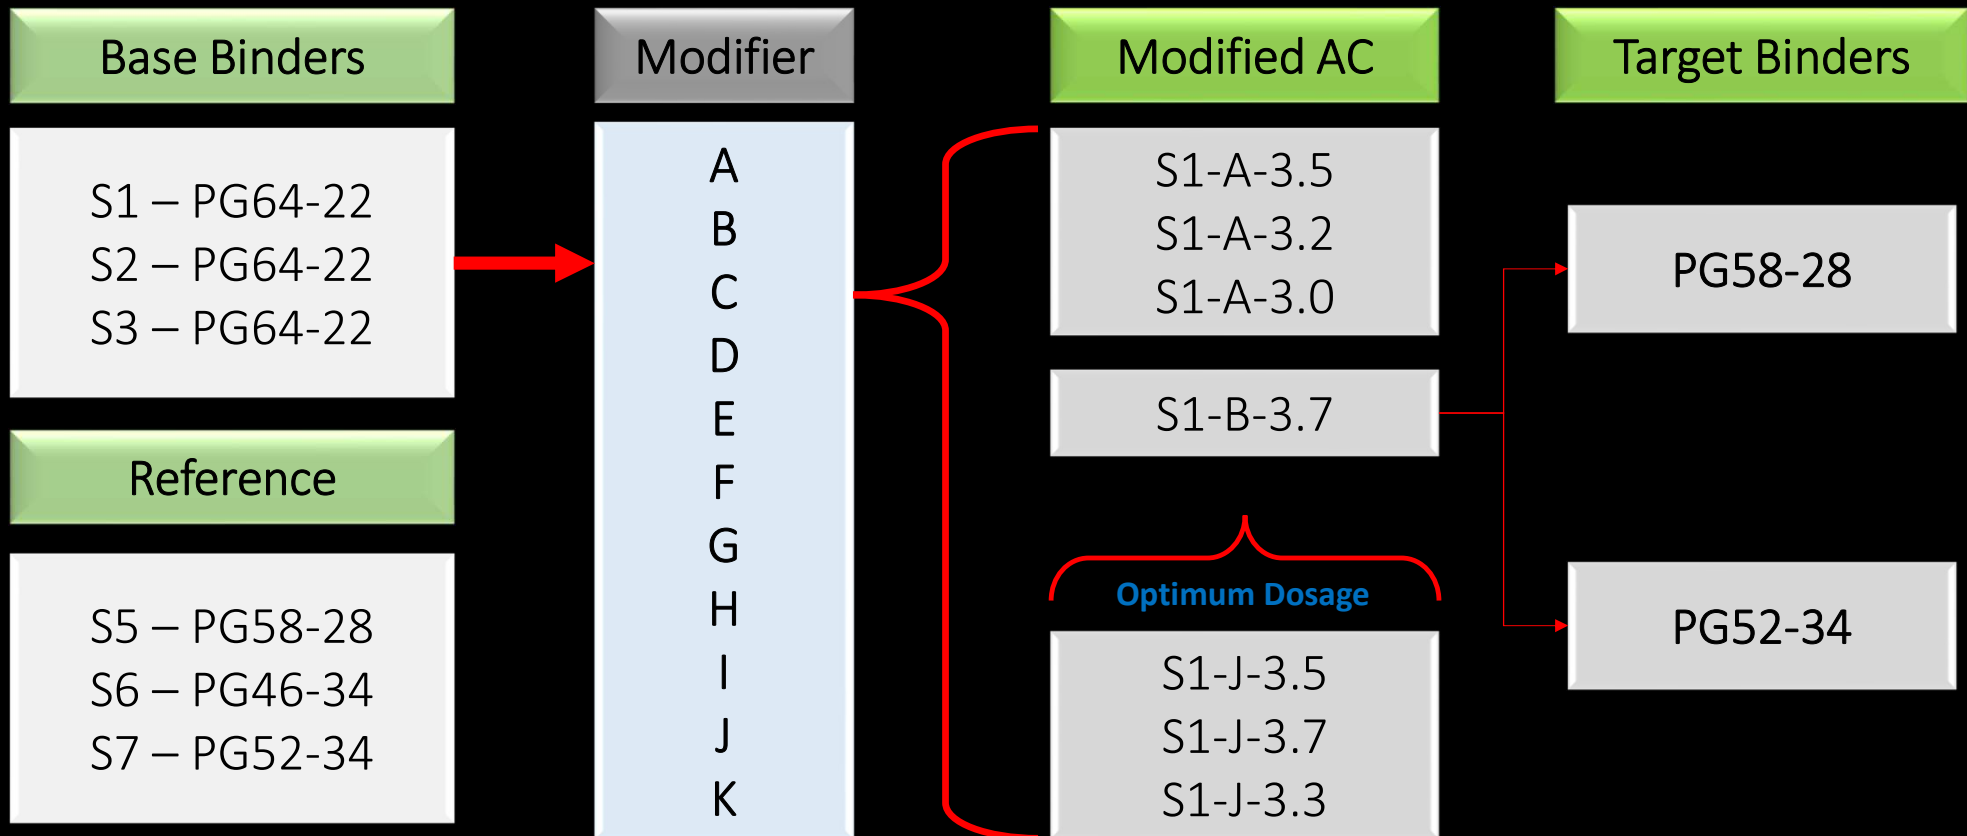 Base Binders
S1 – PG64-22
S2 – PG64-22
S3 – PG64-22
Reference
S5 – PG58-28
S6 – PG46-34
S7 – PG52-34
Modifier
A
B
C
D
E
F
G
H
I
J
K
Modified AC
S1-A-3.5
S1-A-3.2
S1-A-3.0
S1-B-3.7
Optimum Dosage
S1-J-3.5
S1-J-3.7
S1-J-3.3
Target Binders
PG58-28
PG52-34